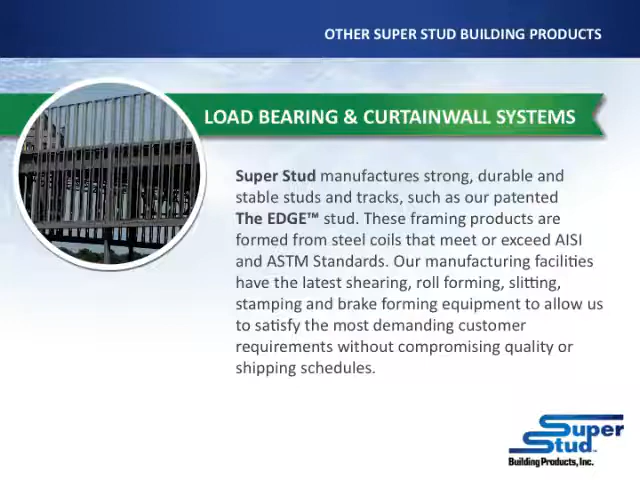 OTHER SUPER STUD BUILDING PRODUCTS
LOAD BEARING & CURTAINWALL SYSTEMS
Super Stud manufactures strong, durable and
stable studs and tracks, such as our patented
The EDGE™ stud. These framing products are
formed from steel coils that meet or exceed AISI
and ASTM Standards. Our manufacturing facilities
have the latest shearing, roll forming, slitting,
stamping and brake forming equipment to allow us
to satisfy the most demanding customer
requirements without compromising quality or
shipping schedules.
Super
Stud
Building Products, Inc.